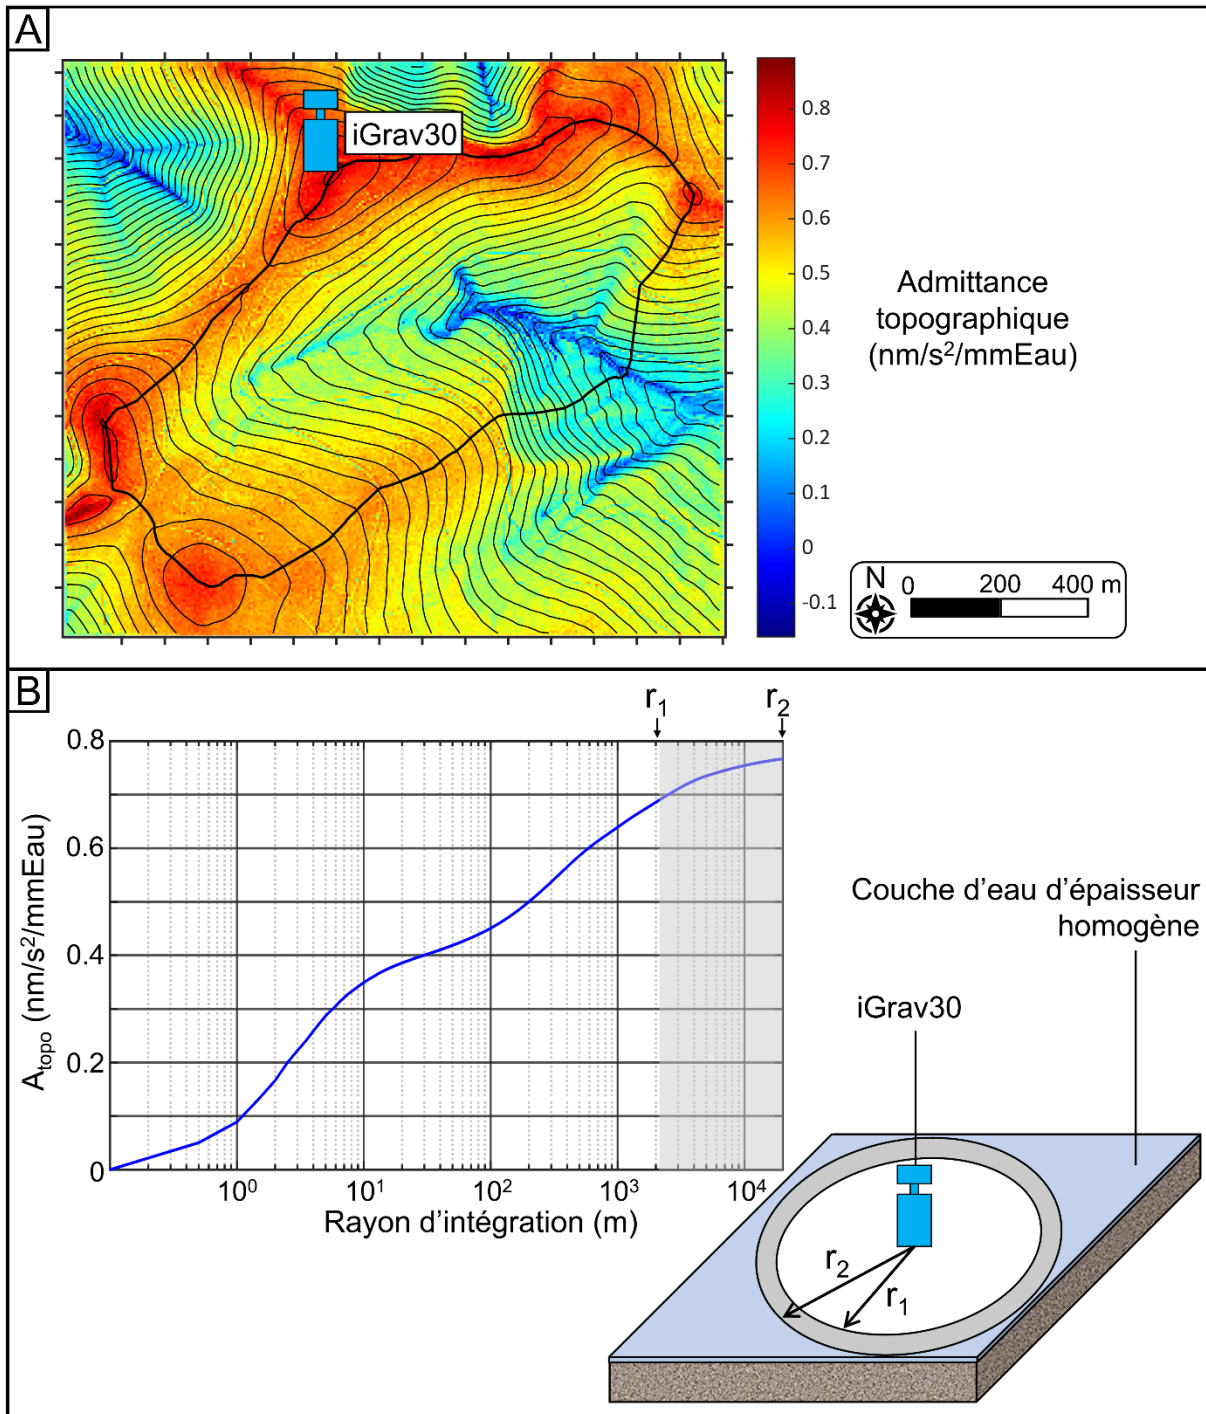 A
iGrav30
0.8
0.7
0.6
0.5
0.4
0.3
0.2
0.1
0
-0.1
Admittance
topographique
(nm/s²/mmEau)
N
0 200 400 m
B
r₁ r₂
0.8
0.6
0.4
0.2
0
A_topo (nm/s²/mmEau)
10⁰ 10¹ 10² 10³ 10⁴
Rayon d'intégration (m)
Couche d'eau d'épaisseur
homogène
iGrav30
r₂
r₁